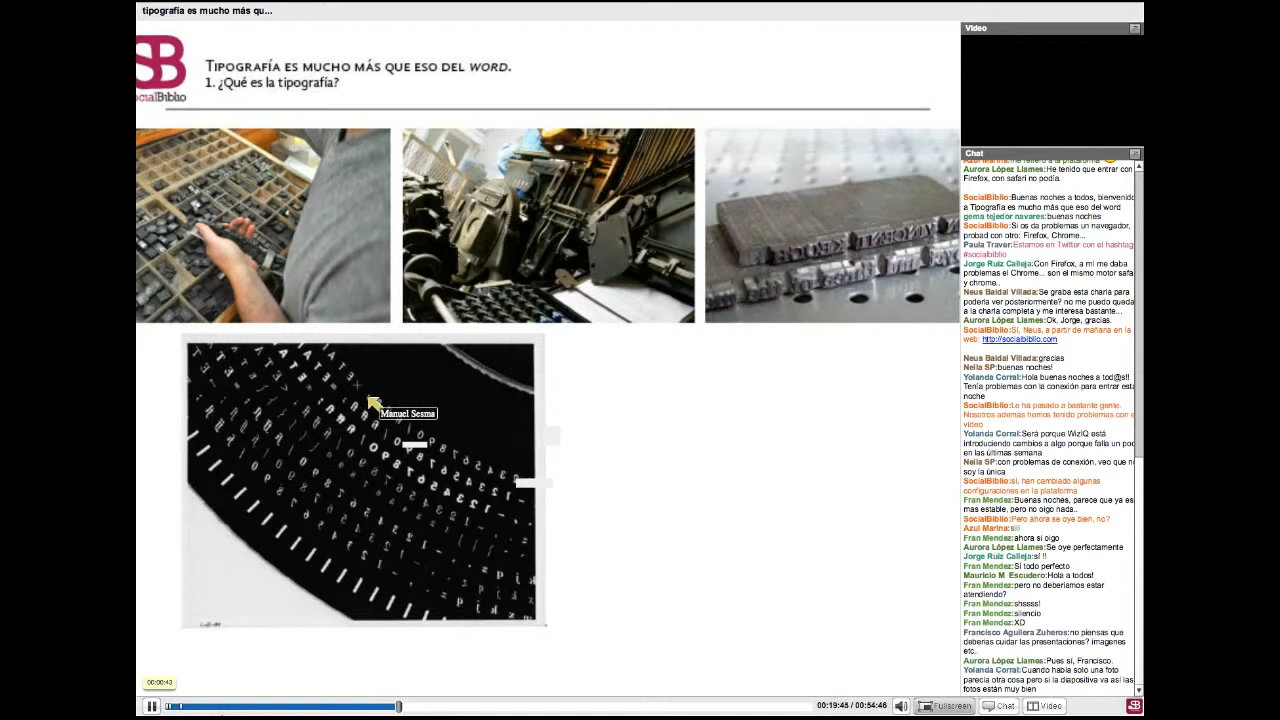 tipografía es mucho más qu...
SB
SocialBiblio
TIPOGRAFÍA ES MUCHO MÁS QUE ESO DEL WORD.
1. ¿Qué es la tipografía?
Manuel Sesma
00:00:43
Video
Chat
Aurora López Llames:He tenido que entrar con
Firefox, con safari no podía.
SocialBiblio:Buenas noches a todos, bienvenido
a Tipografía es mucho más que eso del word
gema tejedor navares:buenas noches
SocialBiblio:Si os da problemas un navegador,
probad con otro: Firefox, Chrome...
Paula Traver:Estamos en Twitter con el hashtag
#socialbiblio
Jorge Ruiz Calleja:Con Firefox, a mí me daba
problemas el Chrome... son el mismo motor safa
y chrome..
Neus Baidal Villada:Se graba esta charla para
poderla ver posteriormente? no me puedo queda
a la charla completa y me interesa bastante...
Aurora López Llames:Ok, Jorge, gracias.
SocialBiblio:Sí, Neus, a partir de mañana en la
web: http://socialbiblio.com
Neus Baidal Villada:gracias
Neila SP:buenas noches!
Yolanda Corral:Hola buenas noches a tod@s!!
Tenía problemas con la conexión para entrar esta
noche
SocialBiblio:Le ha pasado a bastante gente.
Nosotros además hemos tenido problemas con e
vídeo
Yolanda Corral:Será porque WizIQ está
introduciendo cambios a algo porque falla un poc
en las últimas semana
Neila SP:con problemas de conexión, veo que n
soy la única
SocialBiblio:sí, han cambiado algunas
configuraciones en la plataforma
Fran Mendez:Buenas noches, parece que ya es
mas estable, pero no oigo nada..
SocialBiblio:Pero ahora se oye bien, no?
Azul Marina:siii
Fran Mendez:ahora si oigo
Aurora López Llames:Se oye perfectamente
Jorge Ruiz Calleja:sí !!
Fran Mendez:Si todo perfecto
Mauricio M Escudero:Hola a todos!
Fran Mendez:pero no deberiamos estar
atendiendo?
Fran Mendez:shssss!
Fran Mendez:silencio
Fran Mendez:XD
Francisco Aguilera Zuheros:no piensas que
deberias cuidar las presentaciones? imagenes
etc..
Aurora López Llames:Pues sí, Francisco.
Yolanda Corral:Cuando había solo una foto
parecía otra cosa pero si la diapositiva va así las
fotos están muy bien
00:19:45 / 00:54:46
Fullscreen
Chat
Video
SB